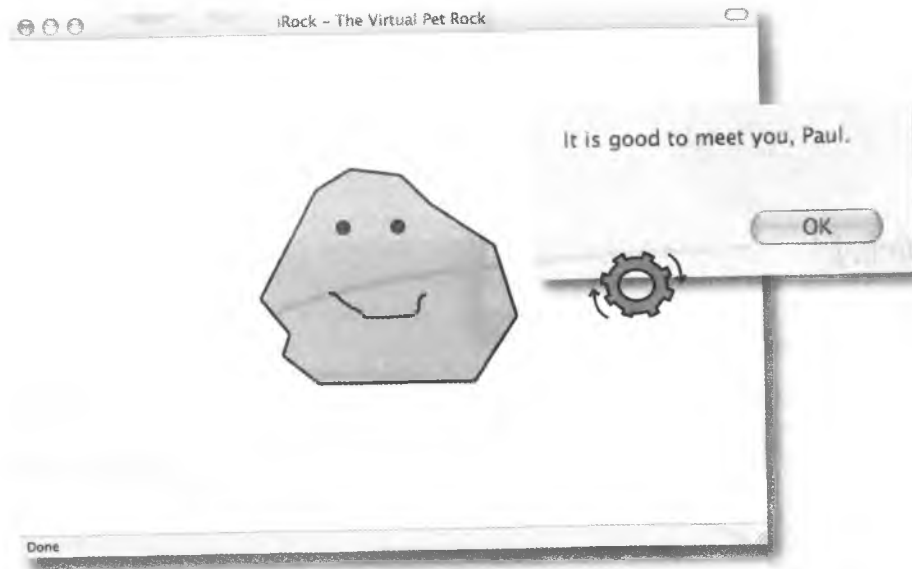 iRock – The Virtual Pet Rock
It is good to meet you, Paul.
OK
Done